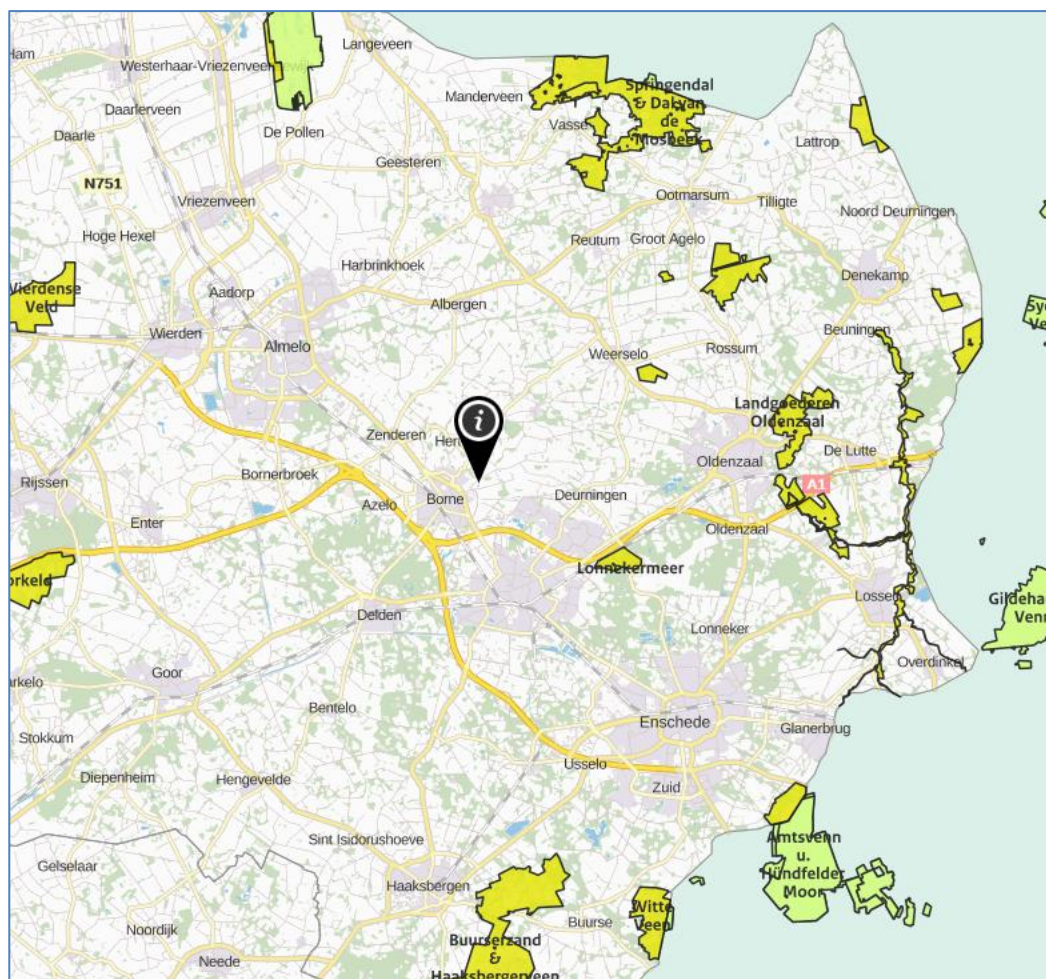 Ham
Langeveen
Westerhaar-Vriezenveensewijk
Daarlerveen
Manderveen
Springendal
& Dal van
de
Mosbeek
Vasse
Daarle
De Pollen
Lattrop
Geesteren
N751
Vriezenveen
Ootmarsum
Tilligte
Noord Deurningen
Hoge Hexel
Reutum
Groot Agelo
Harbrinkhoek
Denekamp
Wierdense
Veld
Aadorp
Albergen
Wierden
Almelo
Beuningen
Weerselo
Rossum
Landgoederen
Oldenzaal
Zenderen
De Lutte
Oldenzaal
Bornerbroek
Rijssen
A1
Borne
Deurningen
Azelo
Enter
Oldenzaal
Lonnekermeer
Lossen
Delden
Lonneker
Overdinkel
Goor
Bentelo
Enschede
Glanerbrug
Stokkum
Usselo
Diepenheim
Hengevelde
Zuid
Sint Isidorushoeve
Amtsvenn
u.
Hündfelder
Moor
Gelselaar
Haaksbergen
Witte
Veen
Buurse
Noordijk
Buurserzand
&
Haaksbergerveen
Neede